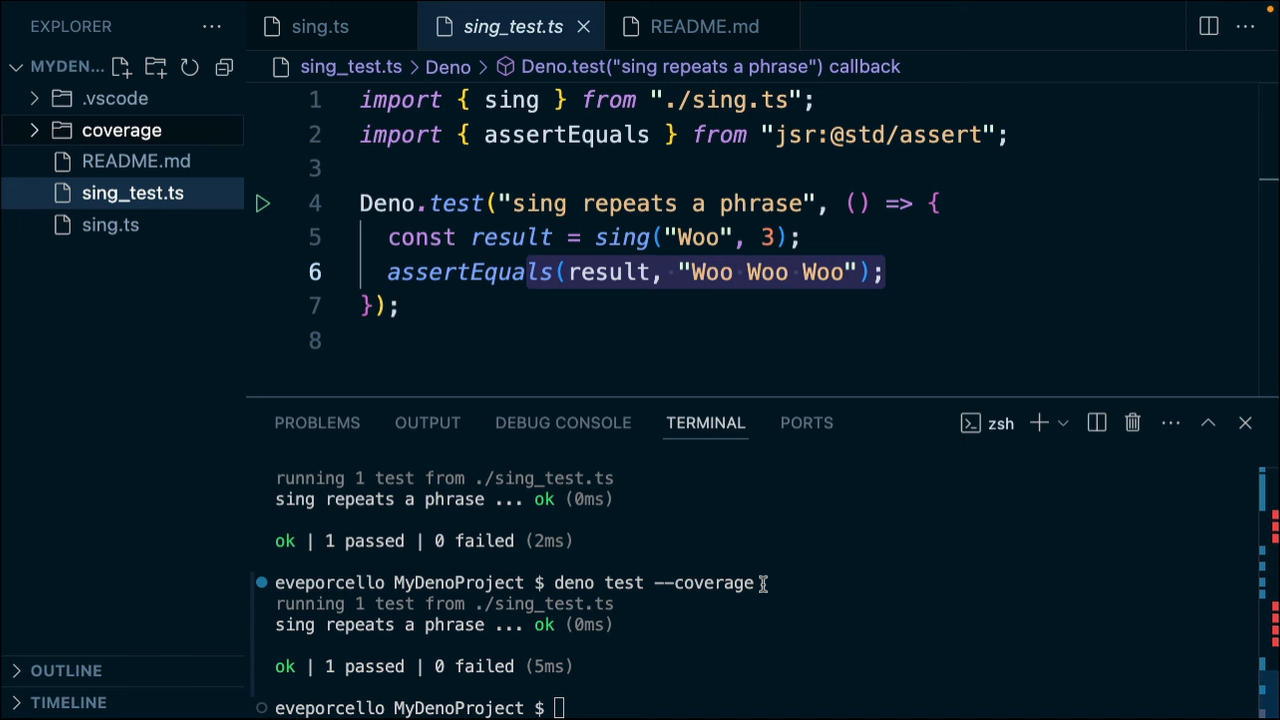 EXPLORER
MYDEN...
.vscode
coverage
README.md
sing_test.ts
sing.ts
OUTLINE
TIMELINE
sing.ts
sing_test.ts
README.md
sing_test.ts > Deno > Deno.test("sing repeats a phrase") callback
1 import { sing } from "./sing.ts";
2 import { assertEquals } from "jsr:@std/assert";
3
4 Deno.test("sing repeats a phrase", () => {
5 const result = sing("Woo", 3);
6 assertEquals(result, "Woo Woo Woo");
7 });
8
PROBLEMS OUTPUT DEBUG CONSOLE TERMINAL PORTS zsh
running 1 test from ./sing_test.ts
sing repeats a phrase ... ok (0ms)
ok | 1 passed | 0 failed (2ms)
eveporcello MyDenoProject $ deno test --coverage
running 1 test from ./sing_test.ts
sing repeats a phrase ... ok (0ms)
ok | 1 passed | 0 failed (5ms)
eveporcello MyDenoProject $